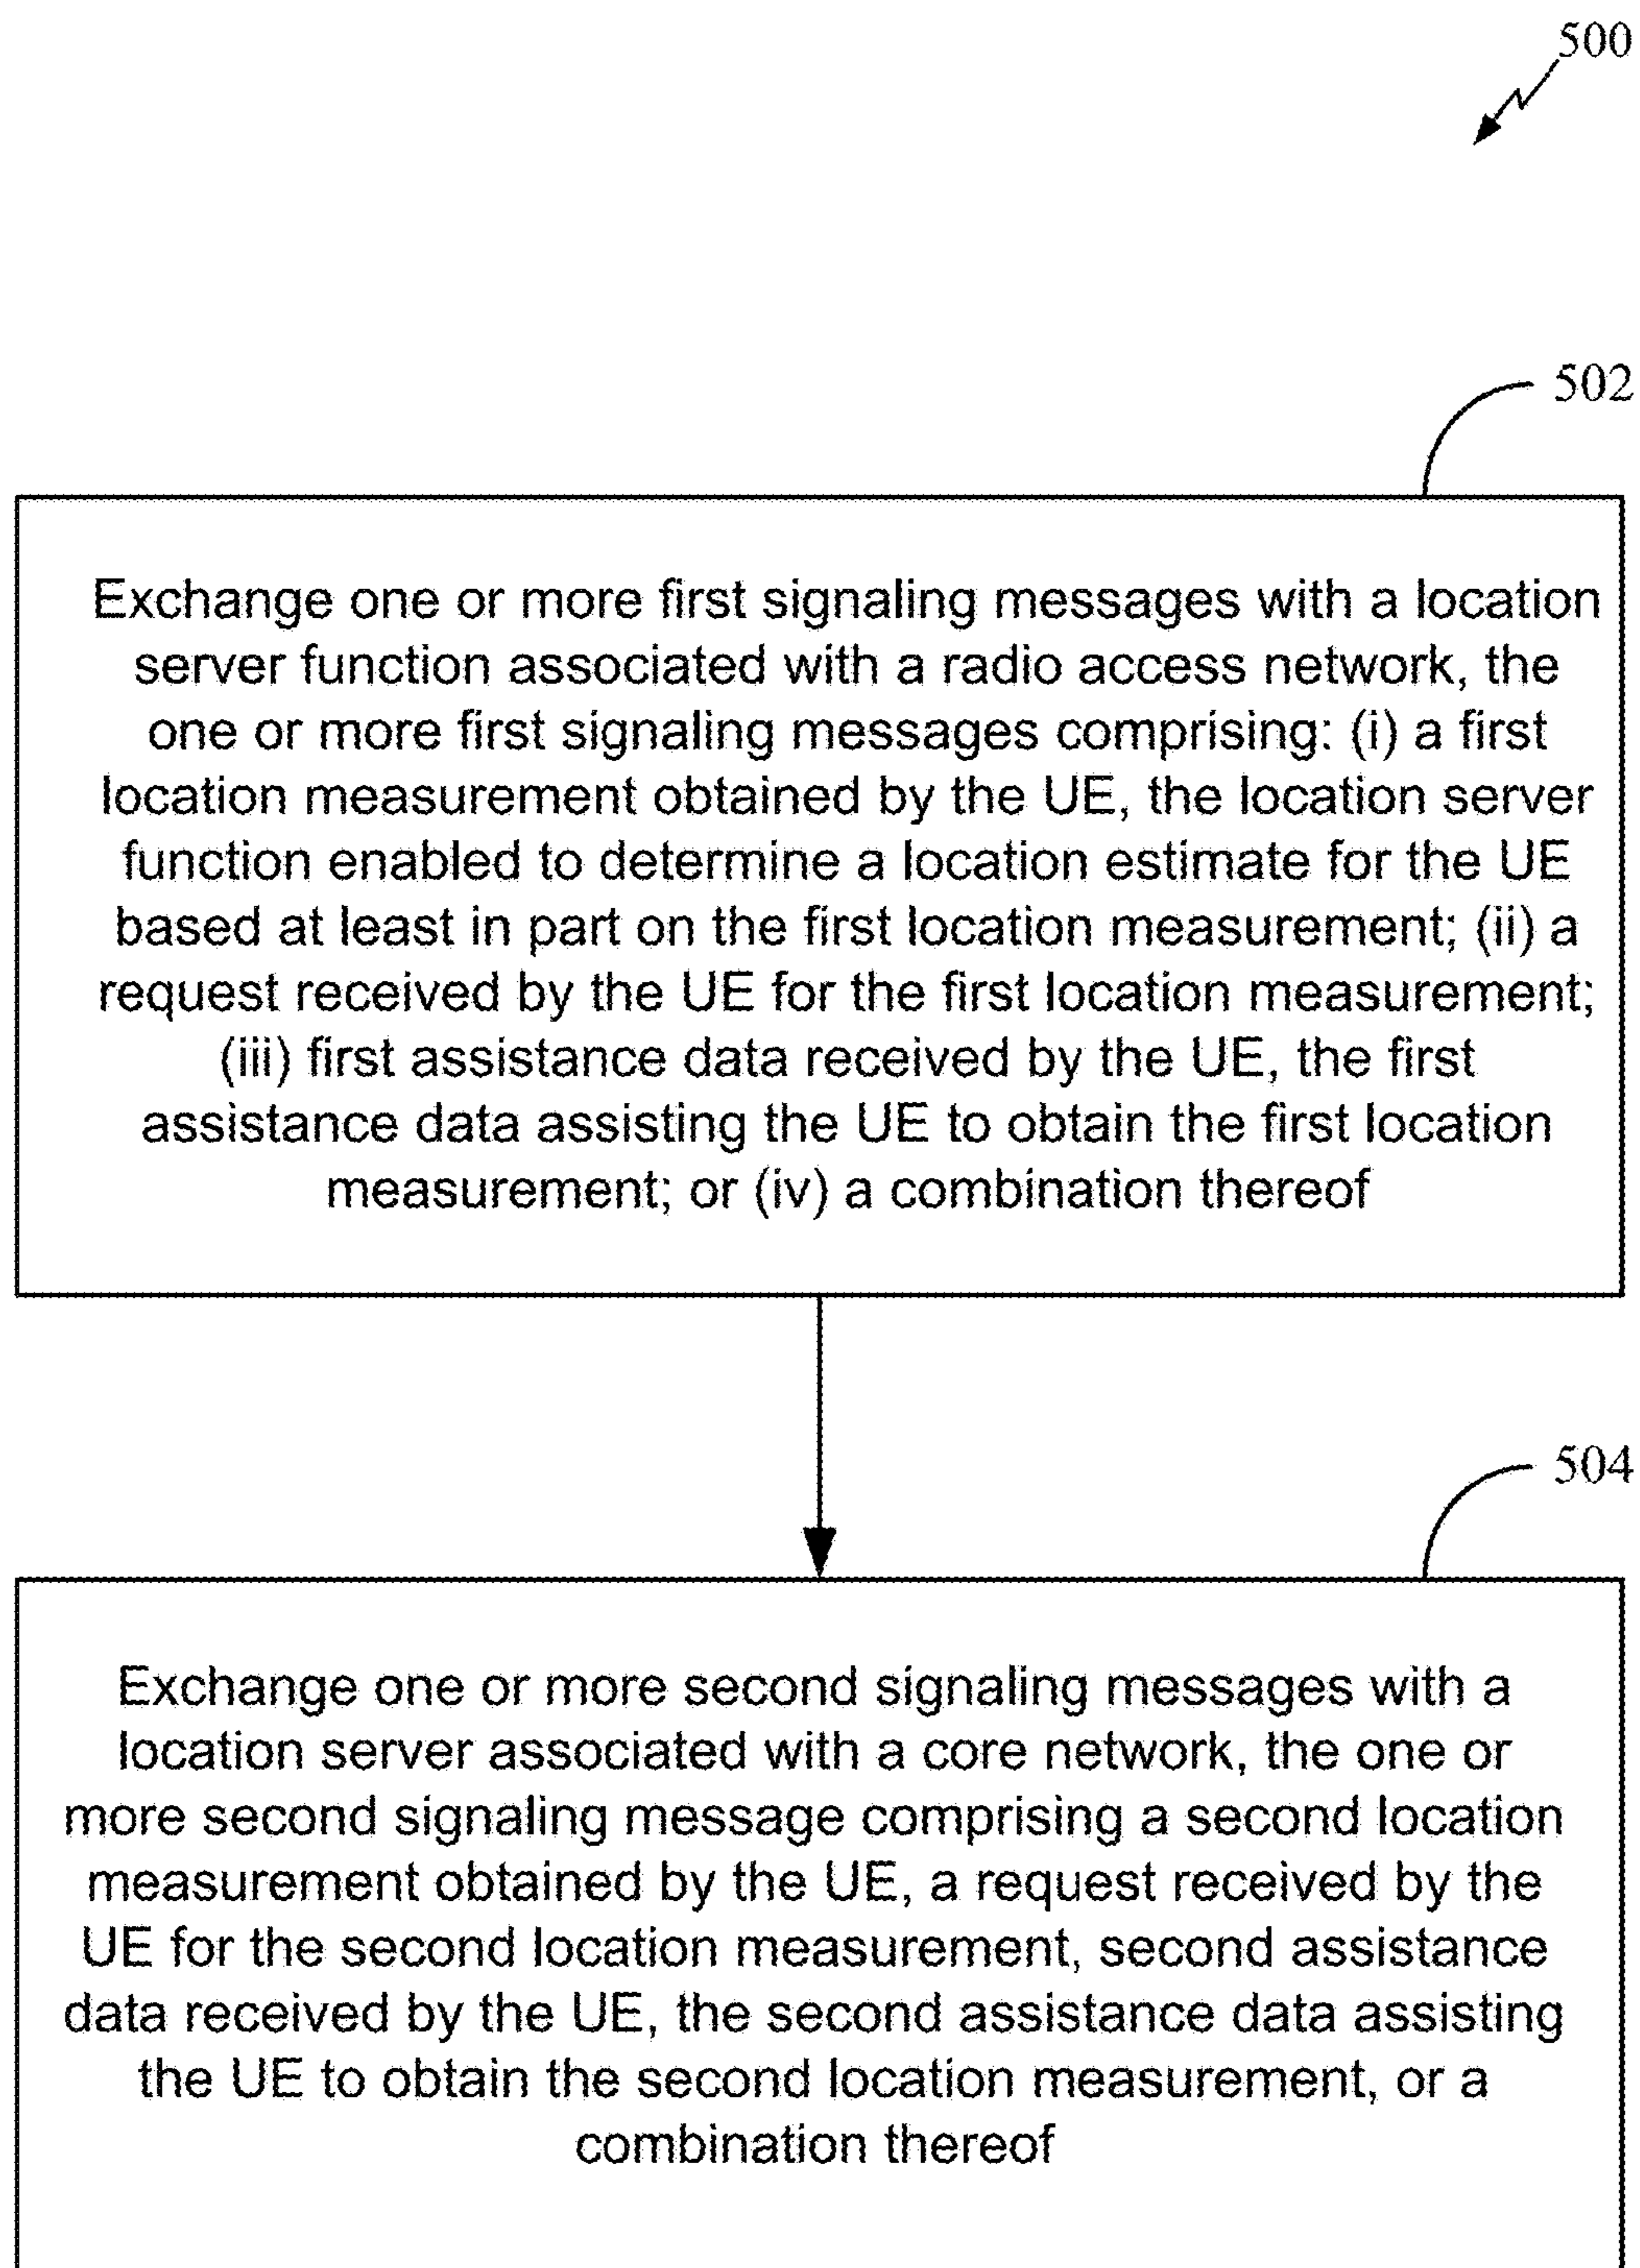 500
502
Exchange one or more first signaling messages with a location
server function associated with a radio access network, the
one or more first signaling messages comprising: (i) a first
location measurement obtained by the UE, the location server
function enabled to determine a location estimate for the UE
based at least in part on the first location measurement; (ii) a
request received by the UE for the first location measurement;
(iii) first assistance data received by the UE, the first
assistance data assisting the UE to obtain the first location
measurement; or (iv) a combination thereof
504
Exchange one or more second signaling messages with a
location server associated with a core network, the one or
more second signaling message comprising a second location
measurement obtained by the UE, a request received by the
UE for the second location measurement, second assistance
data received by the UE, the second assistance data assisting
the UE to obtain the second location measurement, or a
combination thereof